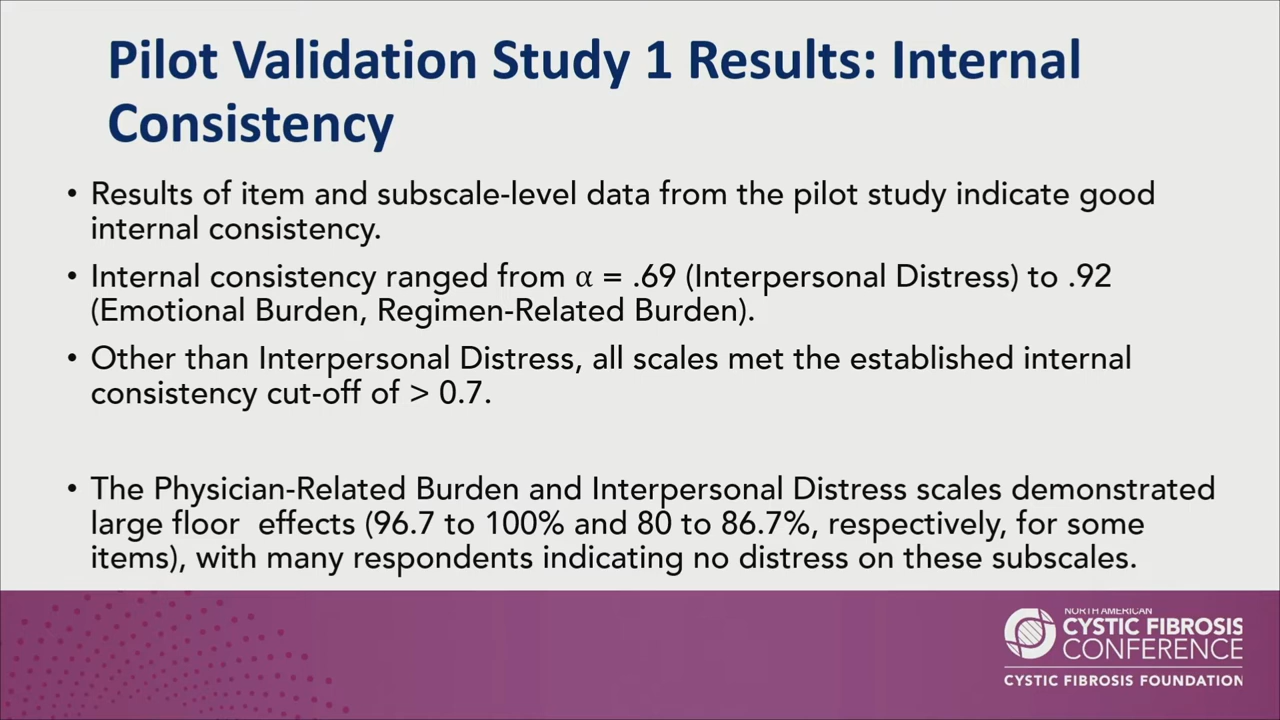 Pilot Validation Study 1 Results: Internal
Consistency
• Results of item and subscale-level data from the pilot study indicate good
internal consistency.
• Internal consistency ranged from α = .69 (Interpersonal Distress) to .92
(Emotional Burden, Regimen-Related Burden).
• Other than Interpersonal Distress, all scales met the established internal
consistency cut-off of > 0.7.
• The Physician-Related Burden and Interpersonal Distress scales demonstrated
large floor  effects (96.7 to 100% and 80 to 86.7%, respectively, for some
items), with many respondents indicating no distress on these subscales.
NORTH AMERICAN
CYSTIC FIBROSIS
CONFERENCE
CYSTIC FIBROSIS FOUNDATION